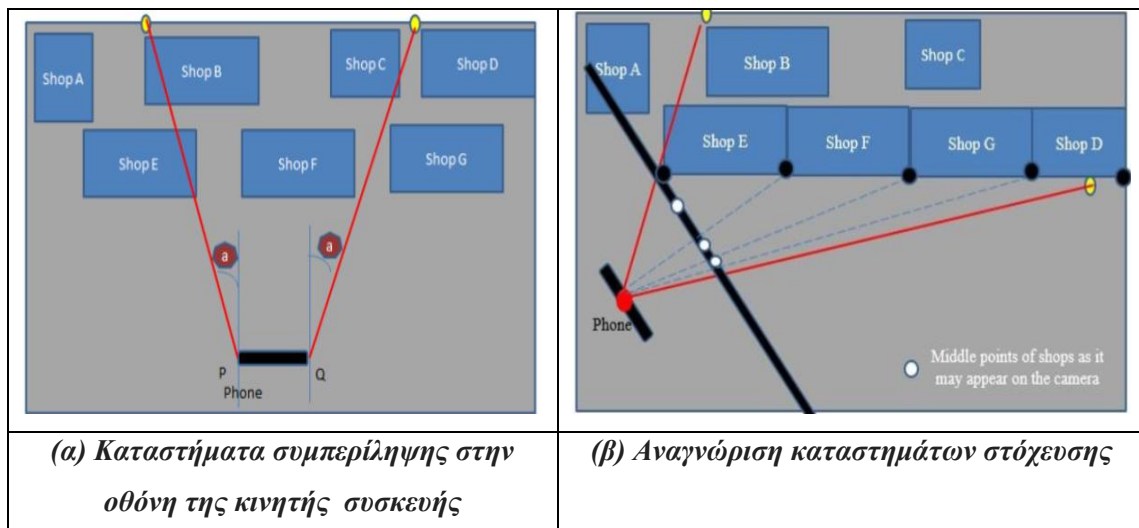 Shop A
Shop B
Shop C
Shop D
Shop E
Shop F
Shop G
a
a
P
Q
Phone
Shop A
Shop B
Shop C
Shop E
Shop F
Shop G
Shop D
Phone
Middle points of shops as it
may appear on the camera
(α) Καταστήματα συμπερίληψης στην
οθόνη της κινητής συσκευής
(β) Αναγνώριση καταστημάτων στόχευσης